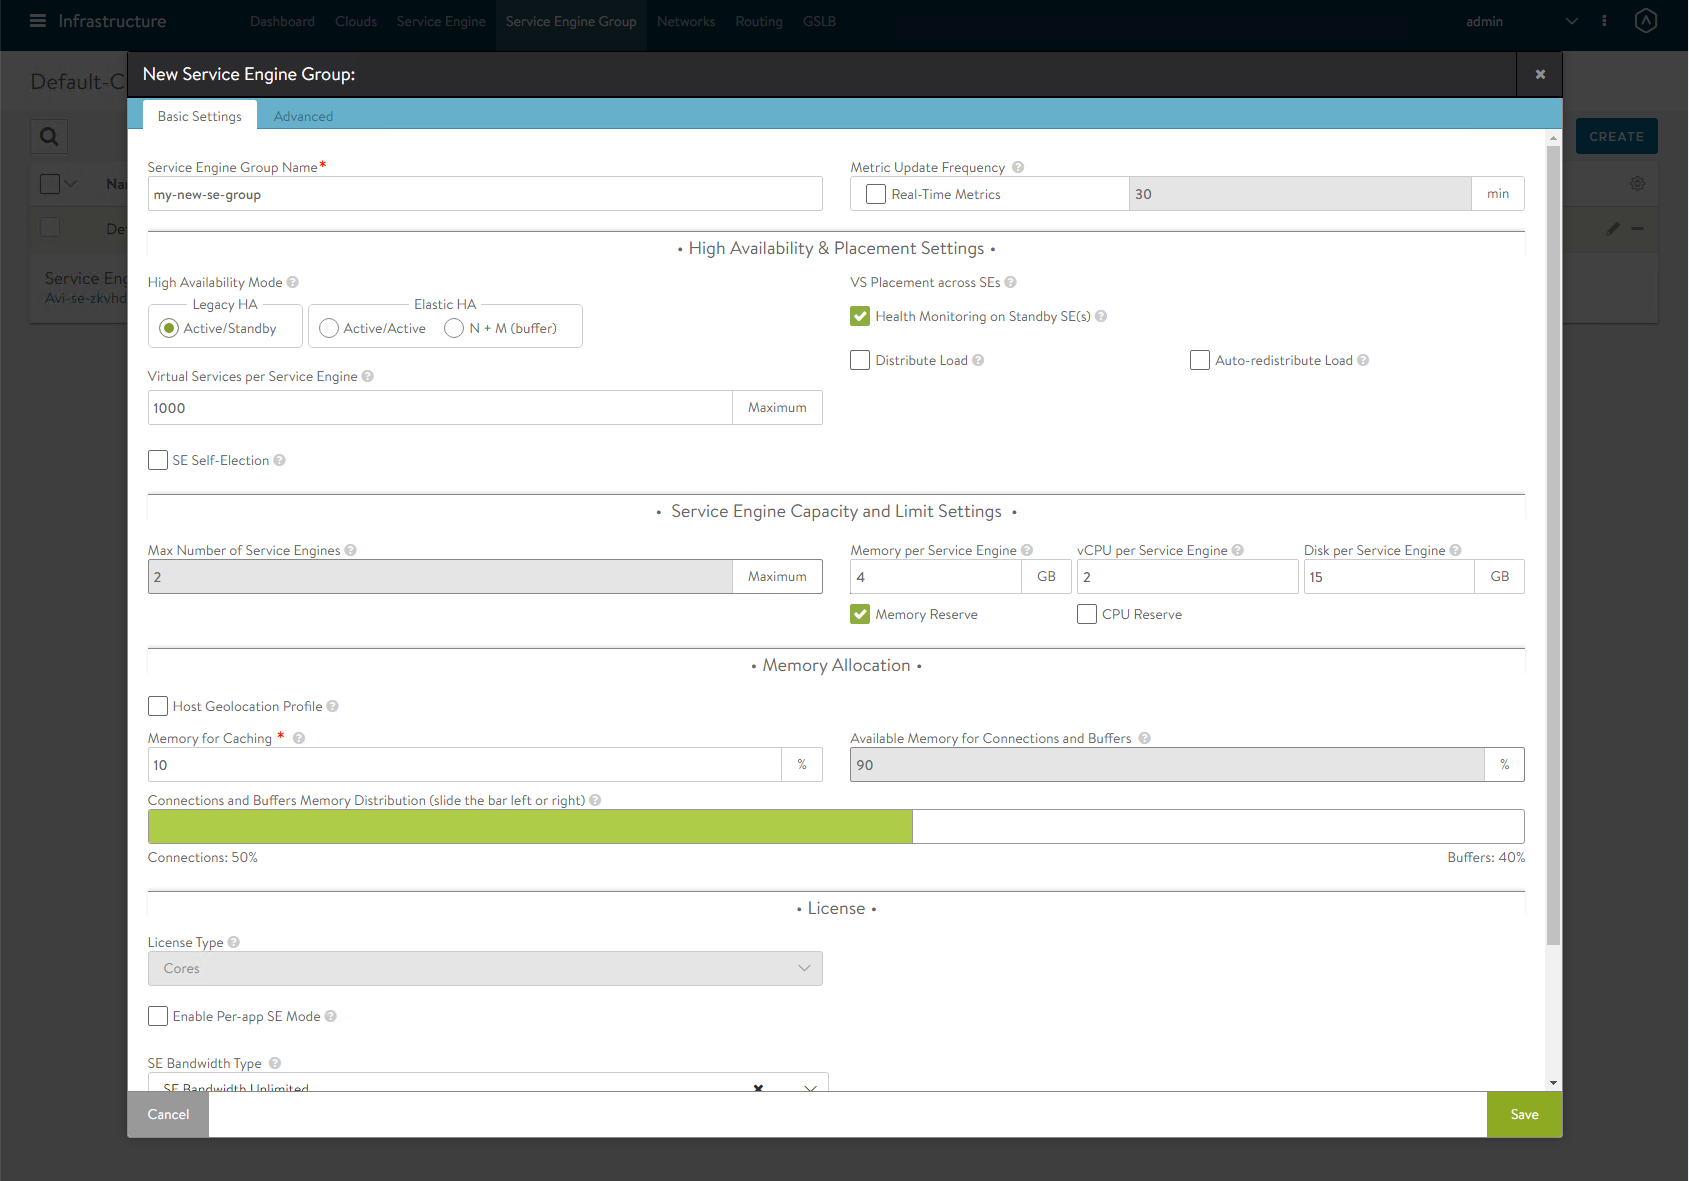 Infrastructure Dashboard Clouds Service Engine Service Engine Group Networks Routing GSLB admin
Default-C
New Service Engine Group:
Basic Settings Advanced
CREATE
Service Engine Group Name* Metric Update Frequency
my-new-se-group Real-Time Metrics 30 min
Na
De
• High Availability & Placement Settings •
Service Eng
Avi-se-zkvhd
High Availability Mode VS Placement across SEs
Legacy HA Elastic HA
Active/Standby Active/Active N + M (buffer) Health Monitoring on Standby SE(s)
Distribute Load Auto-redistribute Load
Virtual Services per Service Engine
1000 Maximum
SE Self-Election
• Service Engine Capacity and Limit Settings •
Max Number of Service Engines Memory per Service Engine vCPU per Service Engine Disk per Service Engine
2 Maximum 4 GB 2 15 GB
Memory Reserve CPU Reserve
• Memory Allocation •
Host Geolocation Profile
Memory for Caching * Available Memory for Connections and Buffers
10 % 90 %
Connections and Buffers Memory Distribution (slide the bar left or right)
Connections: 50% Buffers: 40%
• License •
License Type
Cores
Enable Per-app SE Mode
SE Bandwidth Type
SE Bandwidth Unlimited
Cancel Save